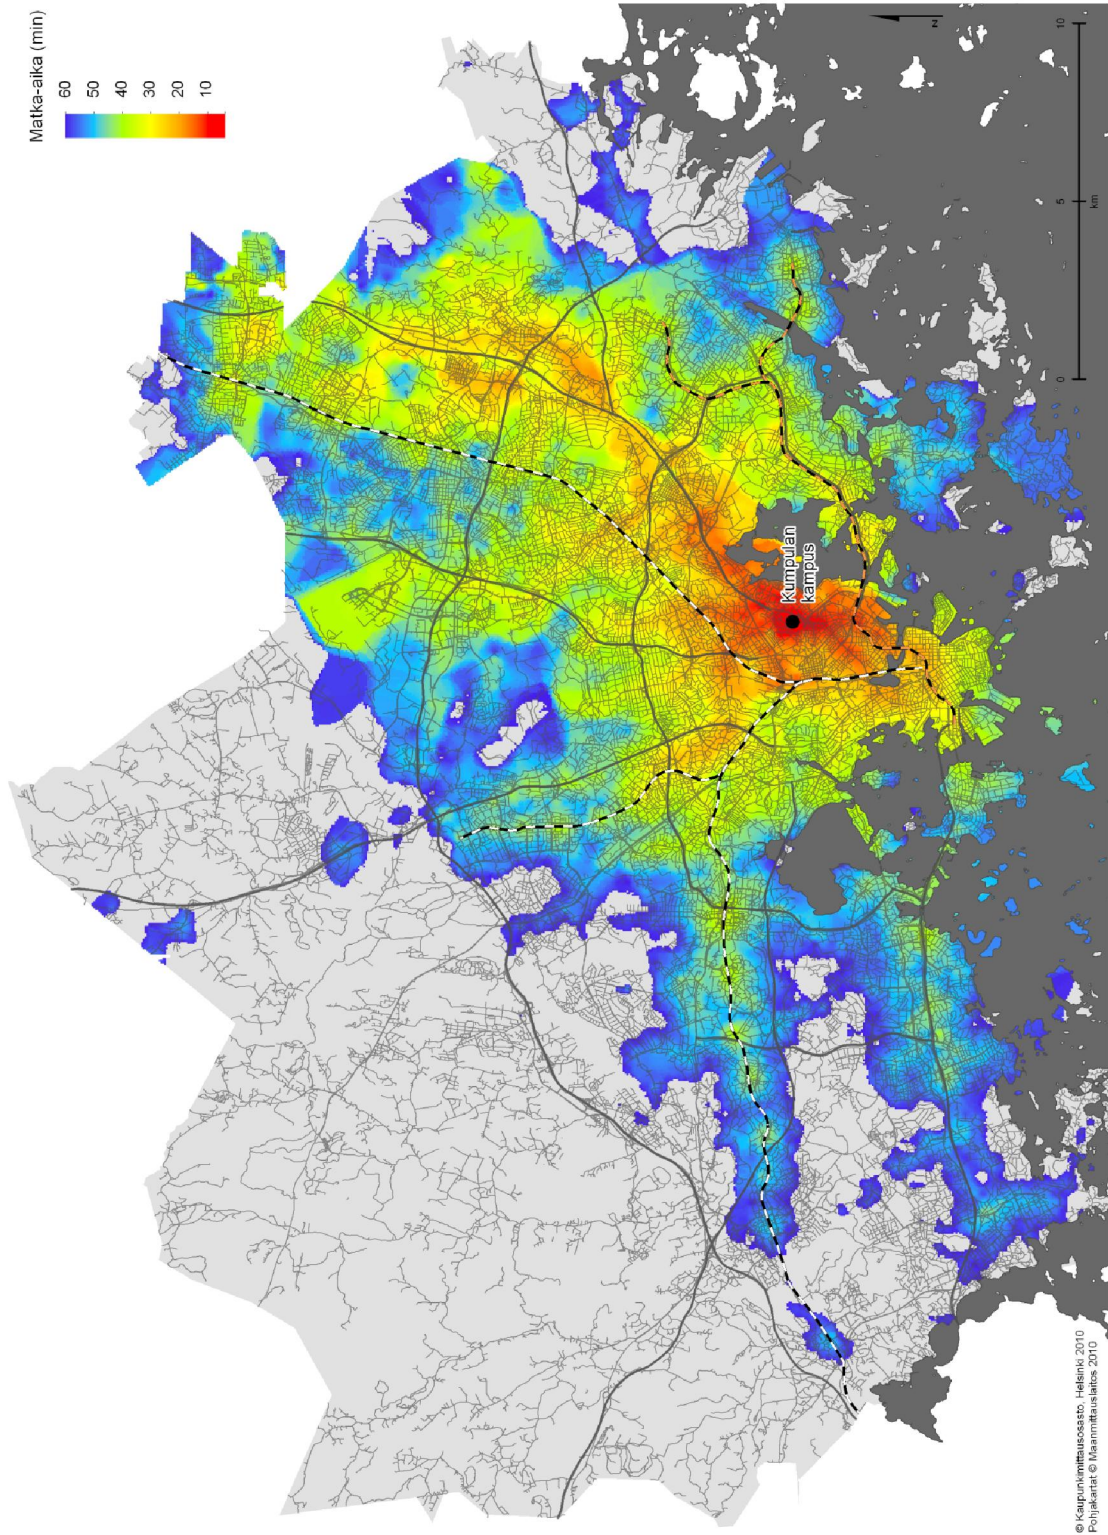 Matka-aika (min)
60
50
40
30
20
10
Kumpulan
kampus
N
0
5
10
km
© Kaupunkimittausosasto, Helsinki 2010
Pohjakartat © Maanmittauslaitos 2010